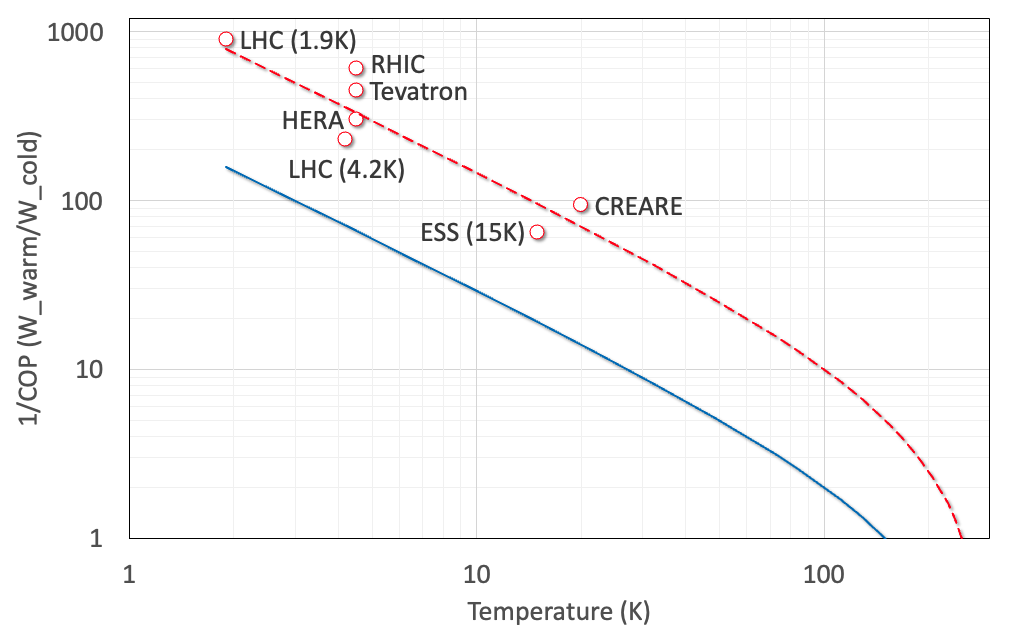 1000
100
10
1
1/COP (W_warm/W_cold)
LHC (1.9K)
RHIC
Tevatron
HERA
LHC (4.2K)
CREARE
ESS (15K)
1
10
100
Temperature (K)